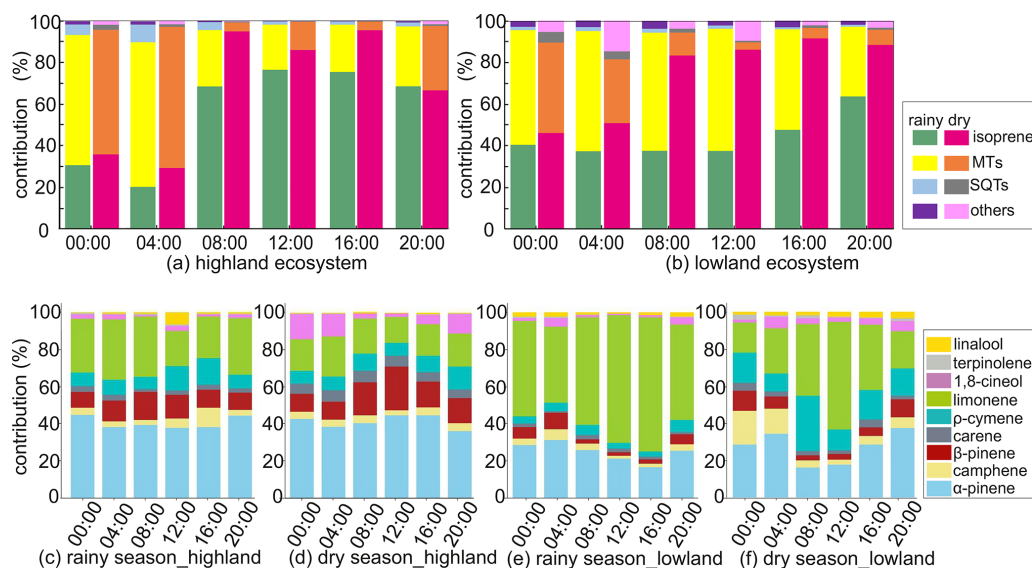 100
80
60
40
20
0
contribution (%)
00:00 04:00 08:00 12:00 16:00 20:00
(a) highland ecosystem
100
80
60
40
20
0
contribution (%)
00:00 04:00 08:00 12:00 16:00 20:00
(b) lowland ecosystem
rainy dry
isoprene
MTs
SQTs
others
100
80
60
40
20
0
contribution (%)
00:00 04:00 08:00 12:00 16:00 20:00
(c) rainy season_highland
100
80
60
40
20
0
00:00 04:00 08:00 12:00 16:00 20:00
(d) dry season_highland
100
80
60
40
20
0
00:00 04:00 08:00 12:00 16:00 20:00
(e) rainy season_lowland
100
80
60
40
20
0
00:00 04:00 08:00 12:00 16:00 20:00
(f) dry season_lowland
linalool
terpinolene
1,8-cineol
limonene
ρ-cymene
carene
β-pinene
camphene
α-pinene